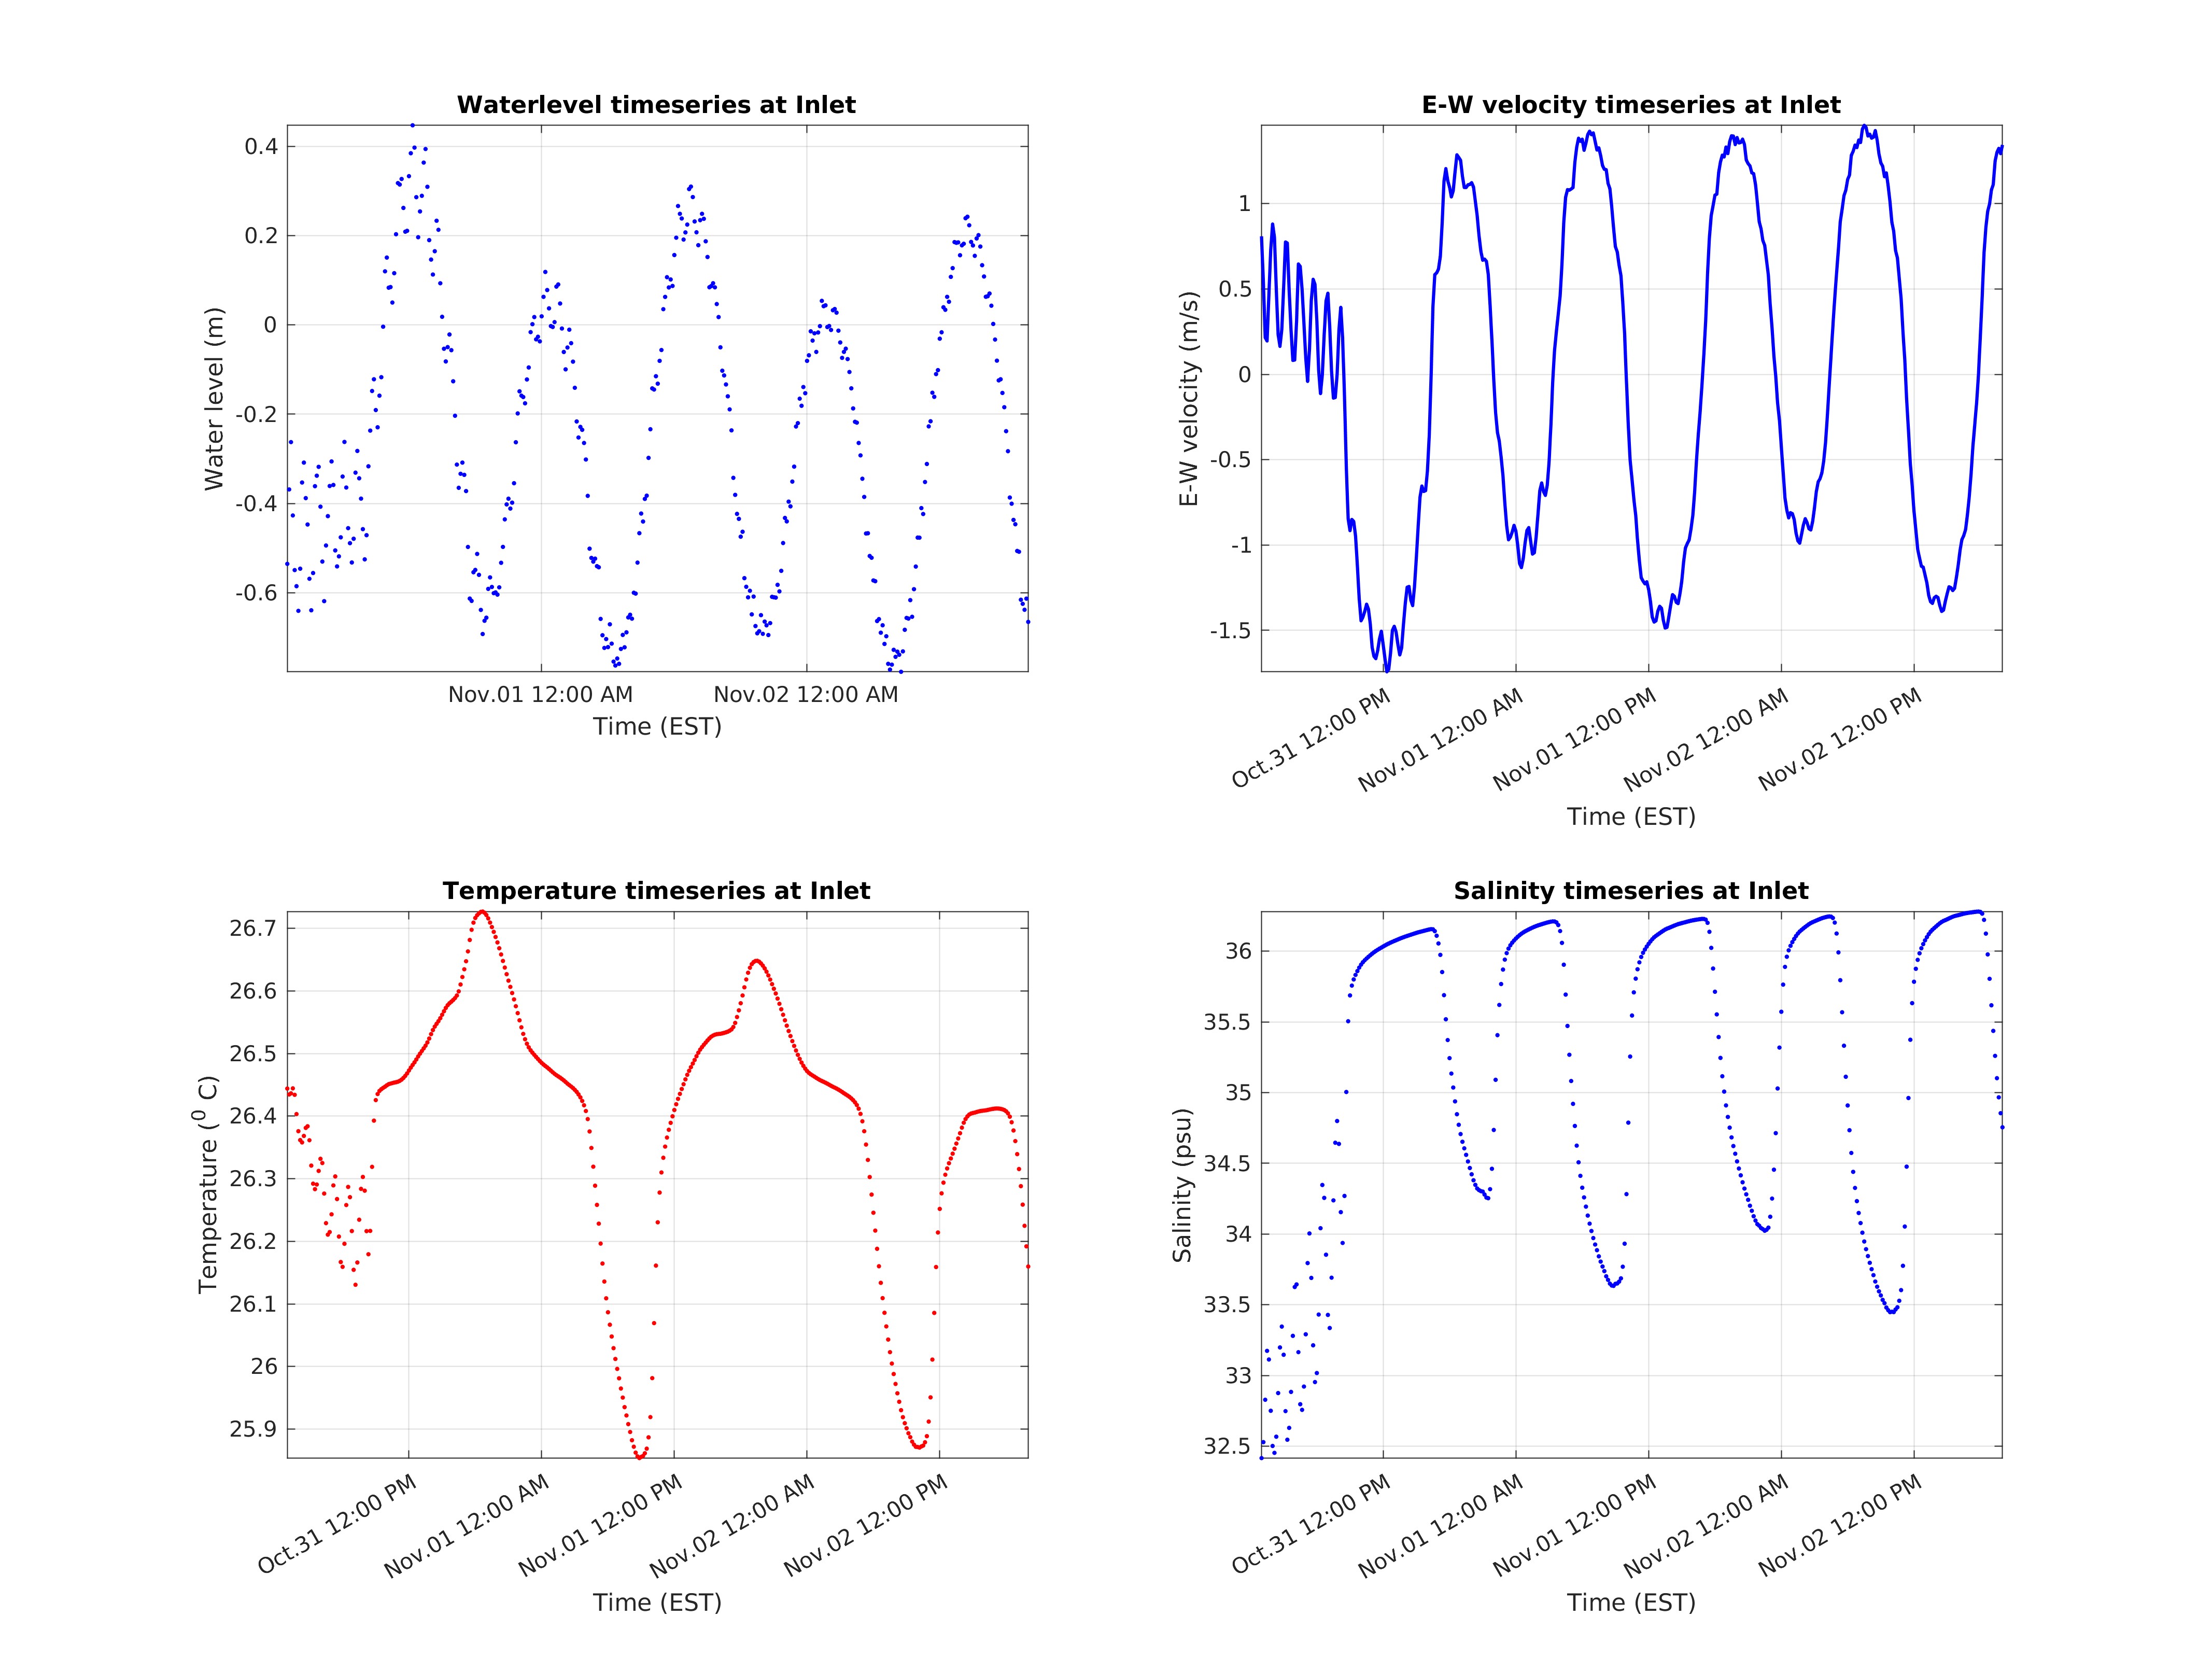 Waterlevel timeseries at Inlet
0.4
0.2
0
-0.2
-0.4
-0.6
Water level (m)
Nov.01 12:00 AM
Nov.02 12:00 AM
Time (EST)
E-W velocity timeseries at Inlet
1
0.5
0
-0.5
-1
-1.5
E-W velocity (m/s)
Oct.31 12:00 PM
Nov.01 12:00 AM
Nov.01 12:00 PM
Nov.02 12:00 AM
Nov.02 12:00 PM
Time (EST)
Temperature timeseries at Inlet
26.7
26.6
26.5
26.4
26.3
26.2
26.1
26
25.9
Temperature (⁰ C)
Oct.31 12:00 PM
Nov.01 12:00 AM
Nov.01 12:00 PM
Nov.02 12:00 AM
Nov.02 12:00 PM
Time (EST)
Salinity timeseries at Inlet
36
35.5
35
34.5
34
33.5
33
32.5
Salinity (psu)
Oct.31 12:00 PM
Nov.01 12:00 AM
Nov.01 12:00 PM
Nov.02 12:00 AM
Nov.02 12:00 PM
Time (EST)